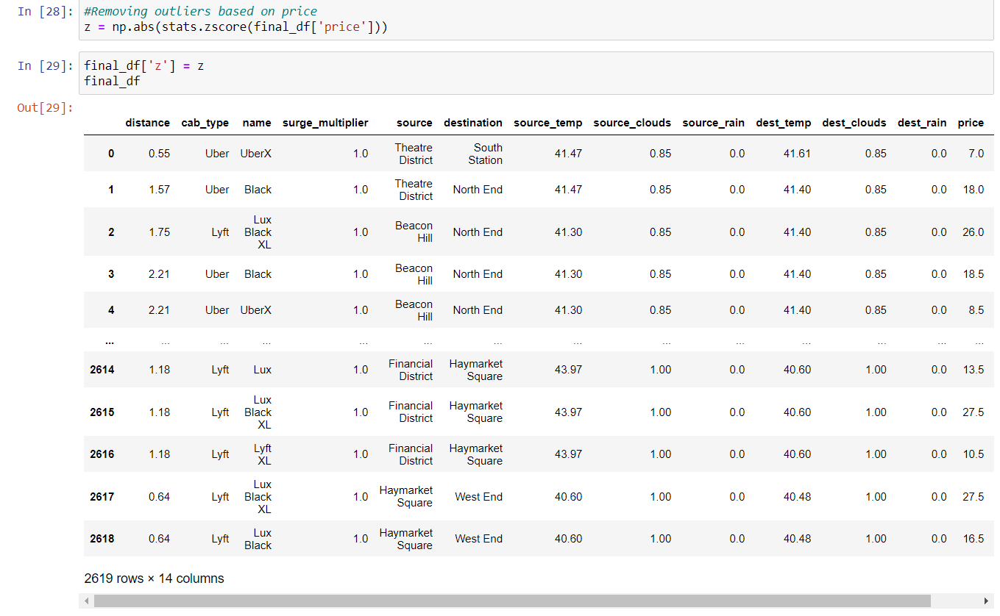 In [28]: #Removing outliers based on price
z = np.abs(stats.zscore(final_df['price']))
In [29]: final_df['z'] = z
final_df
Out[29]:
distance cab_type name surge_multiplier source destination source_temp source_clouds source_rain dest_temp dest_clouds dest_rain price
0 0.55 Uber UberX 1.0 Theatre District South Station 41.47 0.85 0.0 41.61 0.85 0.0 7.0
1 1.57 Uber Black 1.0 Theatre District North End 41.47 0.85 0.0 41.40 0.85 0.0 18.0
2 1.75 Lyft Lux Black XL 1.0 Beacon Hill North End 41.30 0.85 0.0 41.40 0.85 0.0 26.0
3 2.21 Uber Black 1.0 Beacon Hill North End 41.30 0.85 0.0 41.40 0.85 0.0 18.5
4 2.21 Uber UberX 1.0 Beacon Hill North End 41.30 0.85 0.0 41.40 0.85 0.0 8.5
... ... ... ... ... ... ... ... ... ... ... ... ... ...
2614 1.18 Lyft Lux 1.0 Financial District Haymarket Square 43.97 1.00 0.0 40.60 1.00 0.0 13.5
2615 1.18 Lyft Lux Black XL 1.0 Financial District Haymarket Square 43.97 1.00 0.0 40.60 1.00 0.0 27.5
2616 1.18 Lyft Lyft XL 1.0 Financial District Haymarket Square 43.97 1.00 0.0 40.60 1.00 0.0 10.5
2617 0.64 Lyft Lux Black XL 1.0 Haymarket Square West End 40.60 1.00 0.0 40.48 1.00 0.0 27.5
2618 0.64 Lyft Lux Black 1.0 Haymarket Square West End 40.60 1.00 0.0 40.48 1.00 0.0 16.5
2619 rows × 14 columns